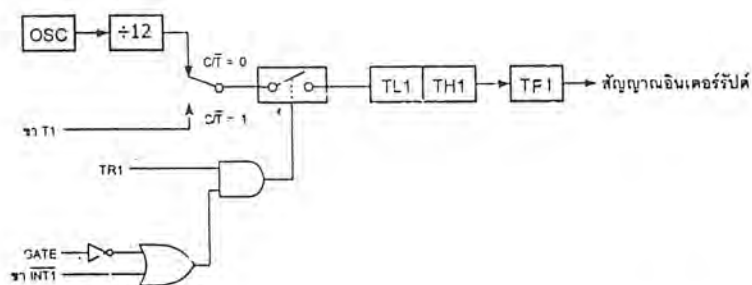 OSC
÷12
C/T̅ = 0
TL1
TH1
TF1
สัญญาณอินเตอร์รัปต์
C/T̅ = 1
ขา T1
TR1
GATE
ขา I̅N̅T̅1̅